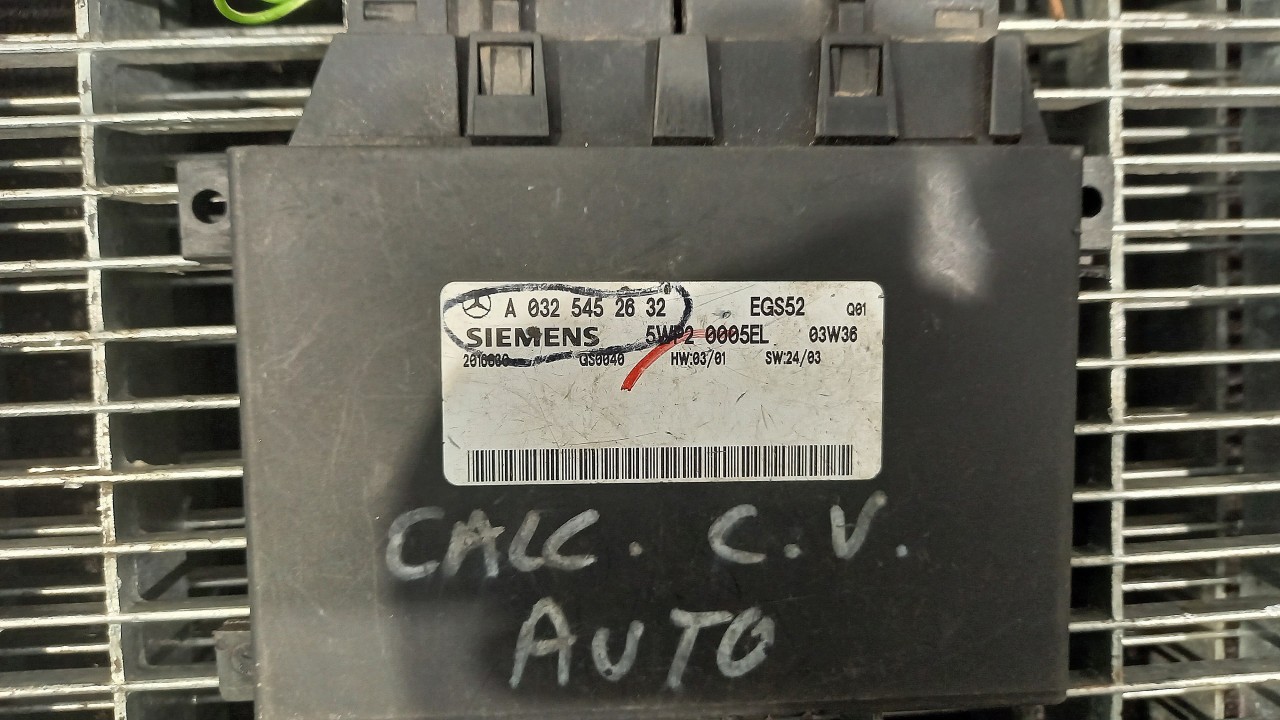 A 032 545 26 32 EGS52 Q01
SIEMENS 5WP2 0005EL 03W36
GS0040 HW:03/01 SW:24/03
CALC. C.V.
AUTO